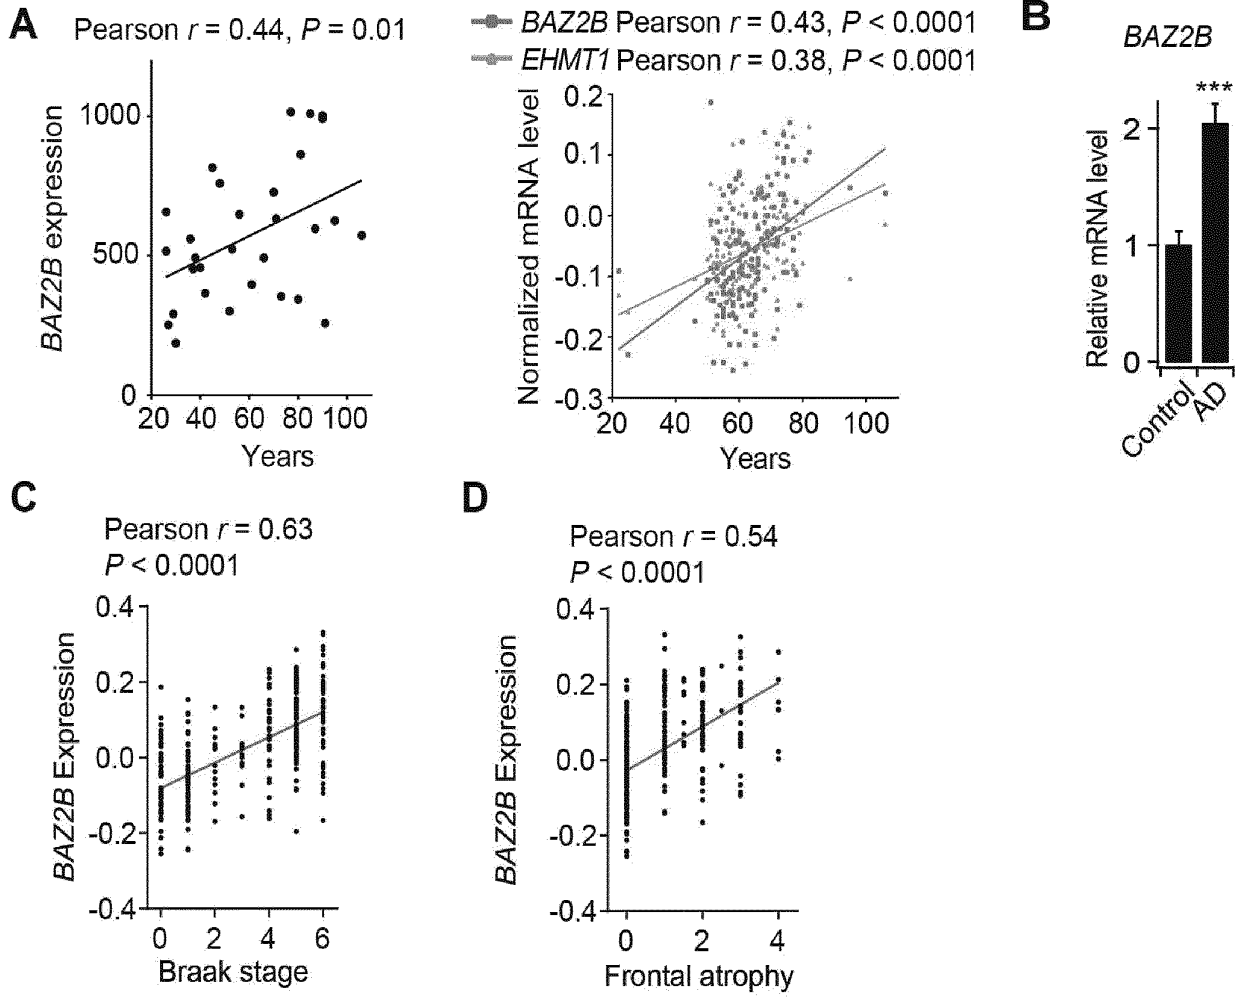 A
Pearson r = 0.44, P = 0.01
BAZ2B expression
1000
500
0
20 40 60 80 100
Years
BAZ2B Pearson r = 0.43, P < 0.0001
EHMT1 Pearson r = 0.38, P < 0.0001
Normalized mRNA level
0.2
0.1
0.0
-0.1
-0.2
-0.3
20 40 60 80 100
Years
B
BAZ2B
***
Relative mRNA level
2
1
0
Control
AD
C
Pearson r = 0.63
P < 0.0001
BAZ2B Expression
0.4
0.2
0.0
-0.2
-0.4
0 2 4 6
Braak stage
D
Pearson r = 0.54
P < 0.0001
BAZ2B Expression
0.4
0.2
0.0
-0.2
-0.4
0 2 4
Frontal atrophy